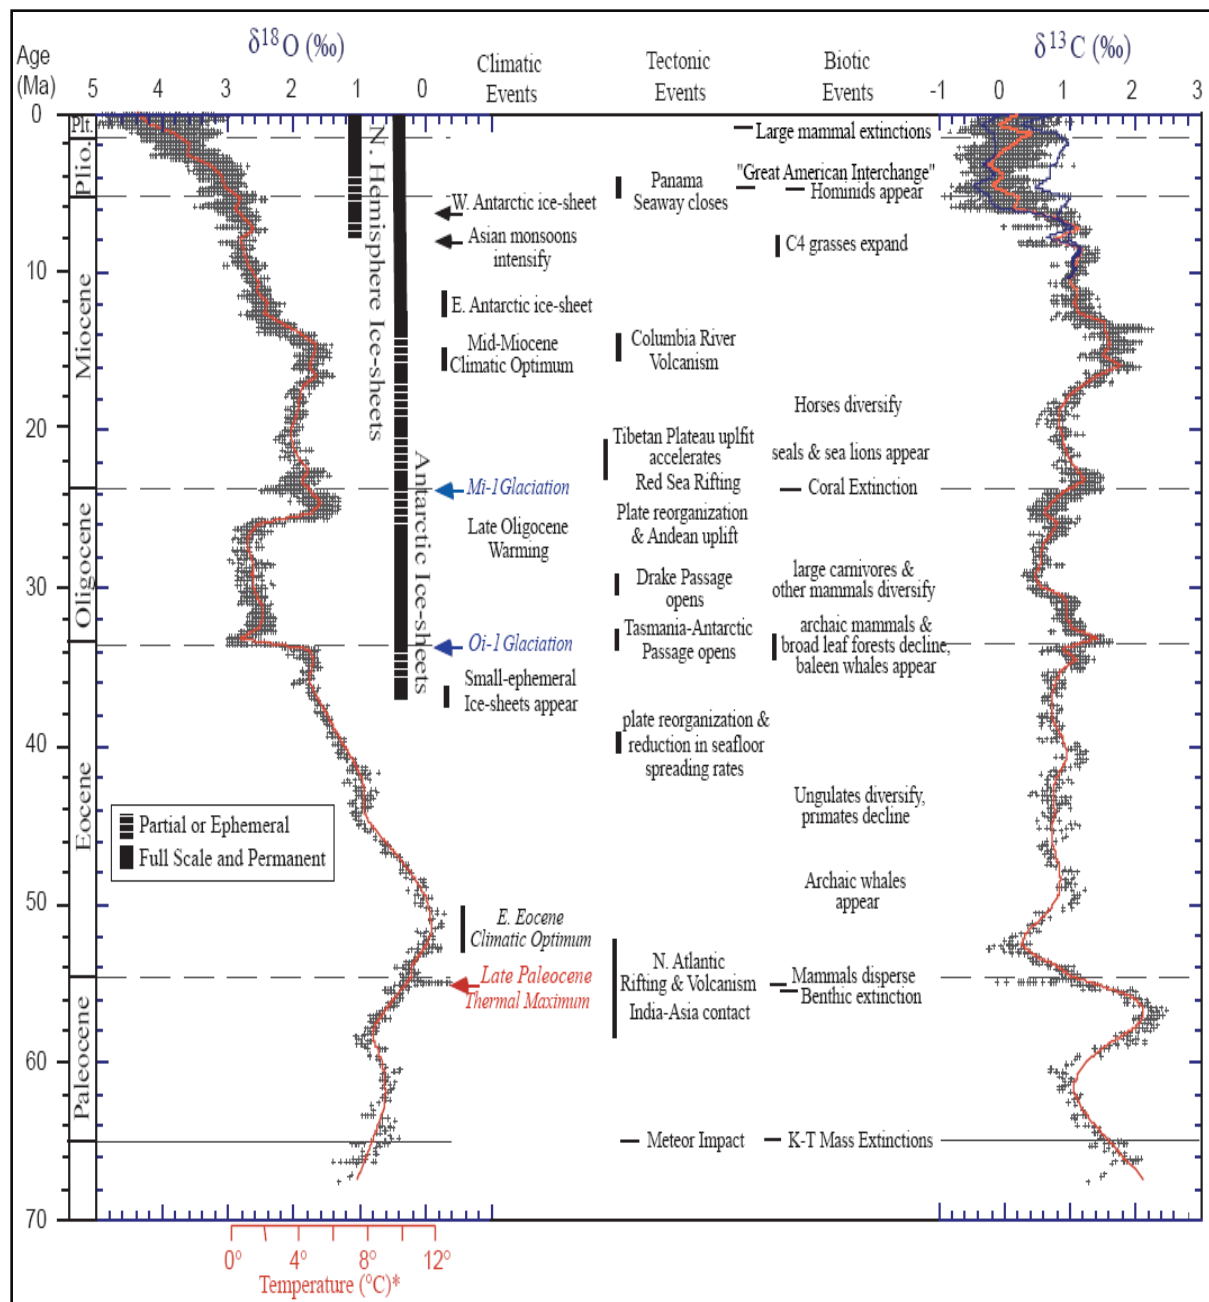 δ18O (‰)
δ13C (‰)
Age
(Ma)
Climatic
Events
Tectonic
Events
Biotic
Events
5 4 3 2 1 0
-1 0 1 2 3
0
10
20
30
40
50
60
70
Plt.
Plio.
Miocene
Oligocene
Eocene
Paleocene
N. Hemisphere Ice-sheets
Antarctic Ice-sheets
W. Antarctic ice-sheet
Asian monsoons
intensify
E. Antarctic ice-sheet
Mid-Miocene
Climatic Optimum
Mi-1 Glaciation
Late Oligocene
Warming
Oi-1 Glaciation
Small-ephemeral
Ice-sheets appear
E. Eocene
Climatic Optimum
Late Paleocene
Thermal Maximum
Panama
Seaway closes
Columbia River
Volcanism
Tibetan Plateau uplfit
accelerates
Red Sea Rifting
Plate reorganization
& Andean uplift
Drake Passage
opens
Tasmania-Antarctic
Passage opens
plate reorganization &
reduction in seafloor
spreading rates
N. Atlantic
Rifting & Volcanism
India-Asia contact
Meteor Impact
Large mammal extinctions
"Great American Interchange"
Hominids appear
C4 grasses expand
Horses diversify
seals & sea lions appear
Coral Extinction
large carnivores &
other mammals diversify
archaic mammals &
broad leaf forests decline,
baleen whales appear
Ungulates diversify,
primates decline
Archaic whales
appear
Mammals disperse
Benthic extinction
K-T Mass Extinctions
Partial or Ephemeral
Full Scale and Permanent
0° 4° 8° 12°
Temperature (°C)*